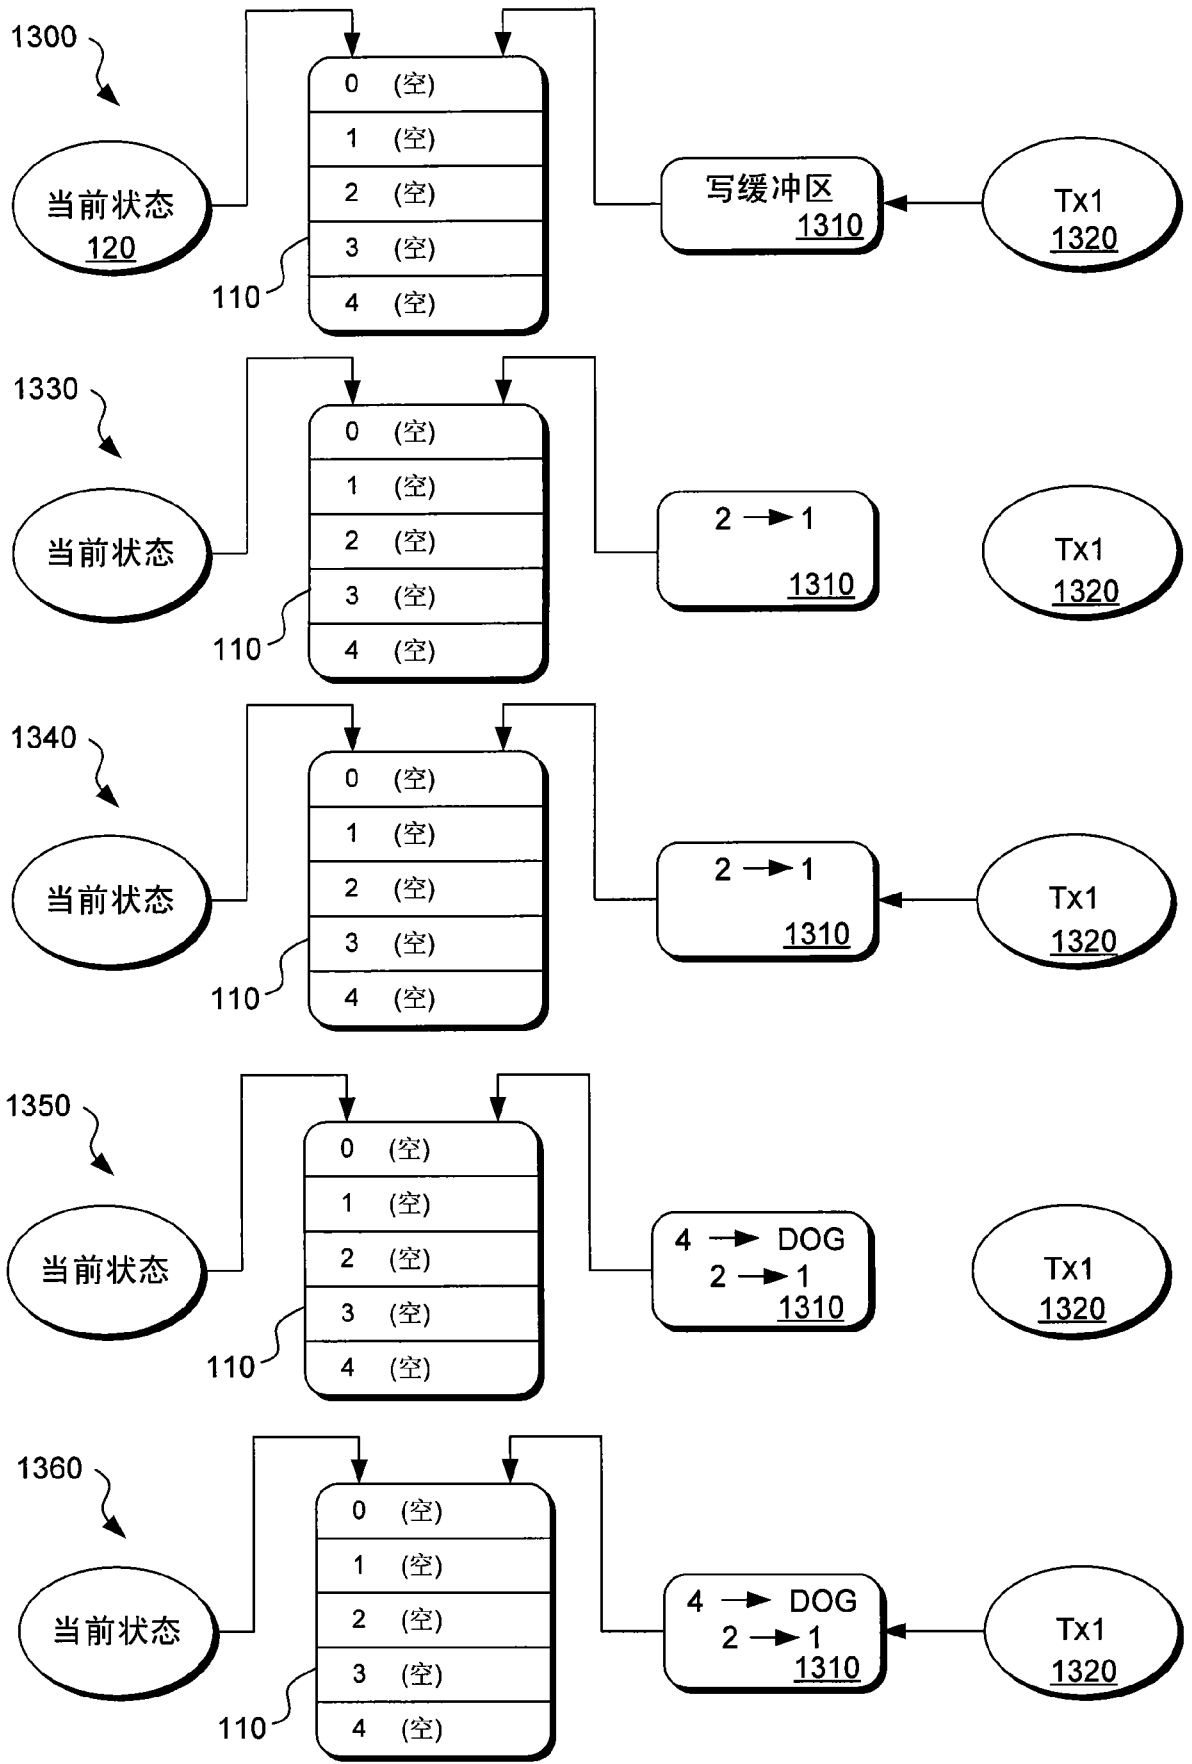 1300
0 (空)
1 (空)
2 (空)
3 (空)
4 (空)
当前状态
120
110
写缓冲区
1310
Tx1
1320
1330
0 (空)
1 (空)
2 (空)
3 (空)
4 (空)
当前状态
110
2 → 1
1310
Tx1
1320
1340
0 (空)
1 (空)
2 (空)
3 (空)
4 (空)
当前状态
110
2 → 1
1310
Tx1
1320
1350
0 (空)
1 (空)
2 (空)
3 (空)
4 (空)
当前状态
110
4 → DOG
2 → 1
1310
Tx1
1320
1360
0 (空)
1 (空)
2 (空)
3 (空)
4 (空)
当前状态
110
4 → DOG
2 → 1
1310
Tx1
1320